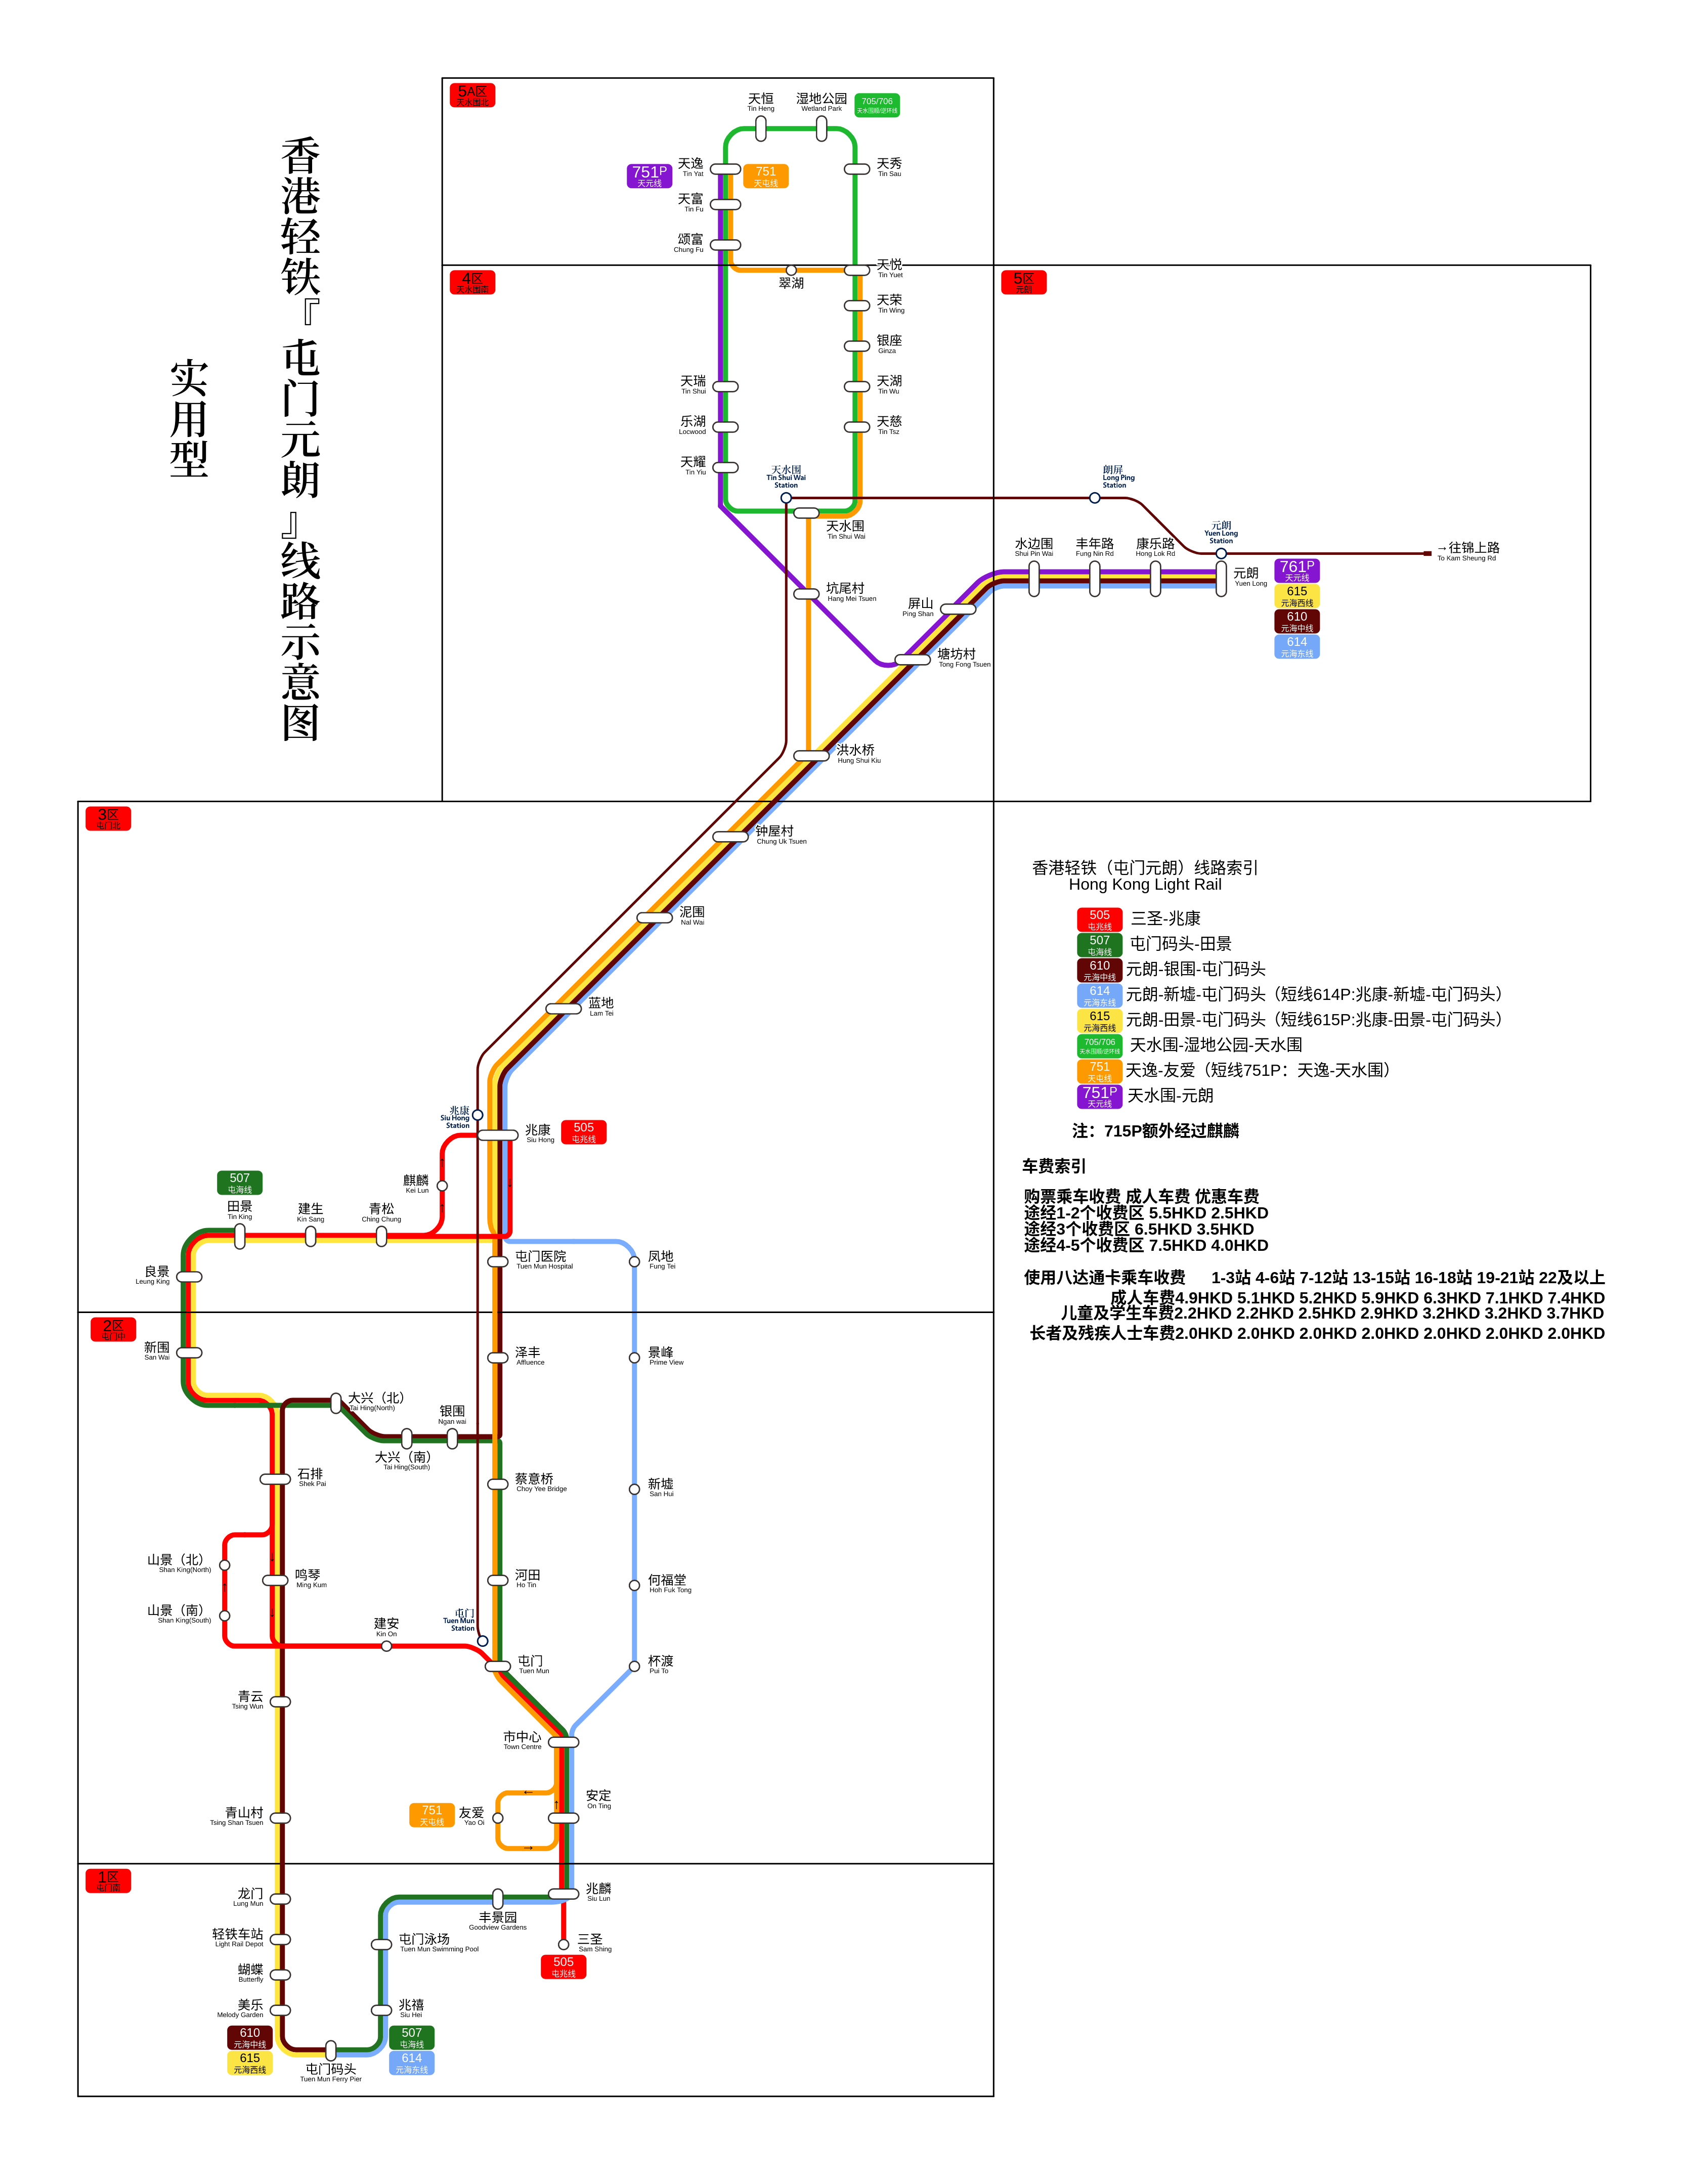 香港轻铁『屯门元朗』线路示意图
实用型
5A区
天水围北
天恒
Tin Heng
湿地公园
Wetland Park
705/706
天水围顺/逆环线
751P
天元线
天逸
Tin Yat
751
天屯线
天秀
Tin Sau
天富
Tin Fu
颂富
Chung Fu
4区
天水围南
翠湖
天悦
Tin Yuet
5区
元朗
天荣
Tin Wing
银座
Ginza
天瑞
Tin Shui
天湖
Tin Wu
乐湖
Locwood
天慈
Tin Tsz
天耀
Tin Yiu
天水围
Tin Shui Wai
Station
朗屏
Long Ping
Station
天水围
Tin Shui Wai
元朗
Yuen Long
Station
→往锦上路
To Kam Sheung Rd
水边围
Shui Pin Wai
丰年路
Fung Nin Rd
康乐路
Hong Lok Rd
元朗
Yuen Long
761P
天元线
615
元海西线
610
元海中线
614
元海东线
坑尾村
Hang Mei Tsuen
屏山
Ping Shan
塘坊村
Tong Fong Tsuen
洪水桥
Hung Shui Kiu
3区
屯门北
钟屋村
Chung Uk Tsuen
泥围
Nal Wai
蓝地
Lam Tei
兆康
Siu Hong
Station
兆康
Siu Hong
505
屯兆线
麒麟
Kei Lun
507
屯海线
田景
Tin King
建生
Kin Sang
青松
Ching Chung
良景
Leung King
屯门医院
Tuen Mun Hospital
凤地
Fung Tei
2区
屯门中
新围
San Wai
泽丰
Affluence
景峰
Prime View
大兴（北）
Tai Hing(North)
银围
Ngan wai
大兴（南）
Tai Hing(South)
石排
Shek Pai
蔡意桥
Choy Yee Bridge
新墟
San Hui
山景（北）
Shan King(North)
鸣琴
Ming Kum
河田
Ho Tin
何福堂
Hoh Fuk Tong
山景（南）
Shan King(South)
建安
Kin On
屯门
Tuen Mun
Station
屯门
Tuen Mun
杯渡
Pui To
青云
Tsing Wun
市中心
Town Centre
青山村
Tsing Shan Tsuen
751
天屯线
友爱
Yao Oi
安定
On Ting
1区
屯门南
龙门
Lung Mun
兆麟
Siu Lun
丰景园
Goodview Gardens
轻铁车站
Light Rail Depot
屯门泳场
Tuen Mun Swimming Pool
三圣
Sam Shing
505
屯兆线
蝴蝶
Butterfly
美乐
Melody Garden
兆禧
Siu Hei
610
元海中线
615
元海西线
507
屯海线
614
元海东线
屯门码头
Tuen Mun Ferry Pier
香港轻铁（屯门元朗）线路索引
Hong Kong Light Rail
505
屯兆线
三圣-兆康
507
屯海线
屯门码头-田景
610
元海中线
元朗-银围-屯门码头
614
元海东线
元朗-新墟-屯门码头（短线614P:兆康-新墟-屯门码头）
615
元海西线
元朗-田景-屯门码头（短线615P:兆康-田景-屯门码头）
705/706
天水围顺/逆环线
天水围-湿地公园-天水围
751
天屯线
天逸-友爱（短线751P：天逸-天水围）
751P
天元线
天水围-元朗
注：715P额外经过麒麟
车费索引
购票乘车收费 成人车费 优惠车费
途经1-2个收费区 5.5HKD 2.5HKD
途经3个收费区 6.5HKD 3.5HKD
途经4-5个收费区 7.5HKD 4.0HKD
使用八达通卡乘车收费 1-3站 4-6站 7-12站 13-15站 16-18站 19-21站 22及以上
成人车费4.9HKD 5.1HKD 5.2HKD 5.9HKD 6.3HKD 7.1HKD 7.4HKD
儿童及学生车费2.2HKD 2.2HKD 2.5HKD 2.9HKD 3.2HKD 3.2HKD 3.7HKD
长者及残疾人士车费2.0HKD 2.0HKD 2.0HKD 2.0HKD 2.0HKD 2.0HKD 2.0HKD